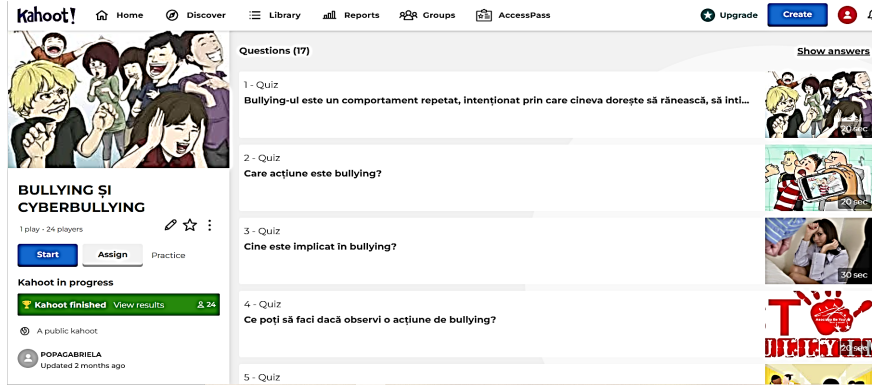 Kahoot! Home Discover Library Reports Groups AccessPass Upgrade Create
BULLYING ȘI
CYBERBULLYING
1 play · 24 players
Start Assign Practice
Kahoot in progress
Kahoot finished View results 24
A public kahoot
POPAGABRIELA
Updated 2 months ago
Questions (17) Show answers
1 - Quiz
Bullying-ul este un comportament repetat, intenționat prin care cineva dorește să rănească, să inti...
20 sec
2 - Quiz
Care acțiune este bullying?
20 sec
3 - Quiz
Cine este implicat în bullying?
30 sec
4 - Quiz
Ce poți să faci dacă observi o acțiune de bullying?
20 sec
5 - Quiz